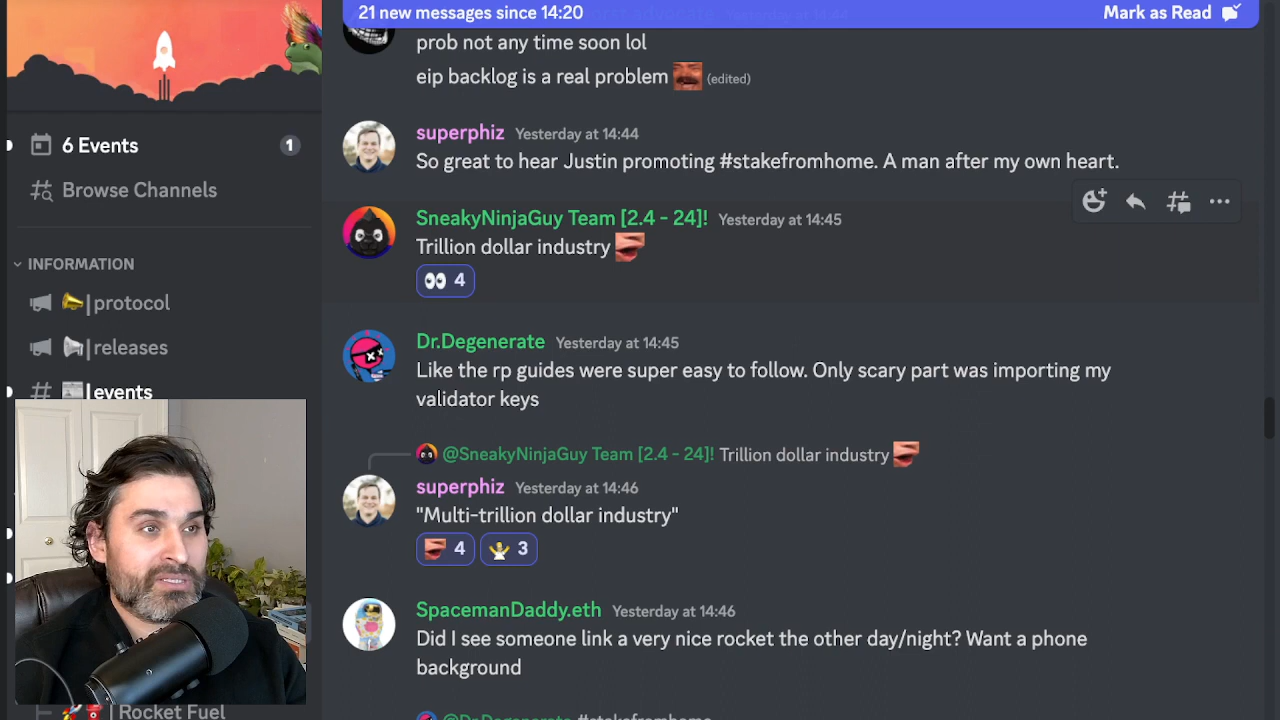 21 new messages since 14:20
Mark as Read
prob not any time soon lol
eip backlog is a real problem (edited)
6 Events
1
Browse Channels
superphiz Yesterday at 14:44
So great to hear Justin promoting #stakefromhome. A man after my own heart.
SneakyNinjaGuy Team [2.4 - 24]! Yesterday at 14:45
Trillion dollar industry
4
INFORMATION
protocol
releases
events
Dr.Degenerate Yesterday at 14:45
Like the rp guides were super easy to follow. Only scary part was importing my
validator keys
@SneakyNinjaGuy Team [2.4 - 24]! Trillion dollar industry
superphiz Yesterday at 14:46
"Multi-trillion dollar industry"
4 3
SpacemanDaddy.eth Yesterday at 14:46
Did I see someone link a very nice rocket the other day/night? Want a phone
background
Rocket Fuel
@DrDegenerate #stakefromhome